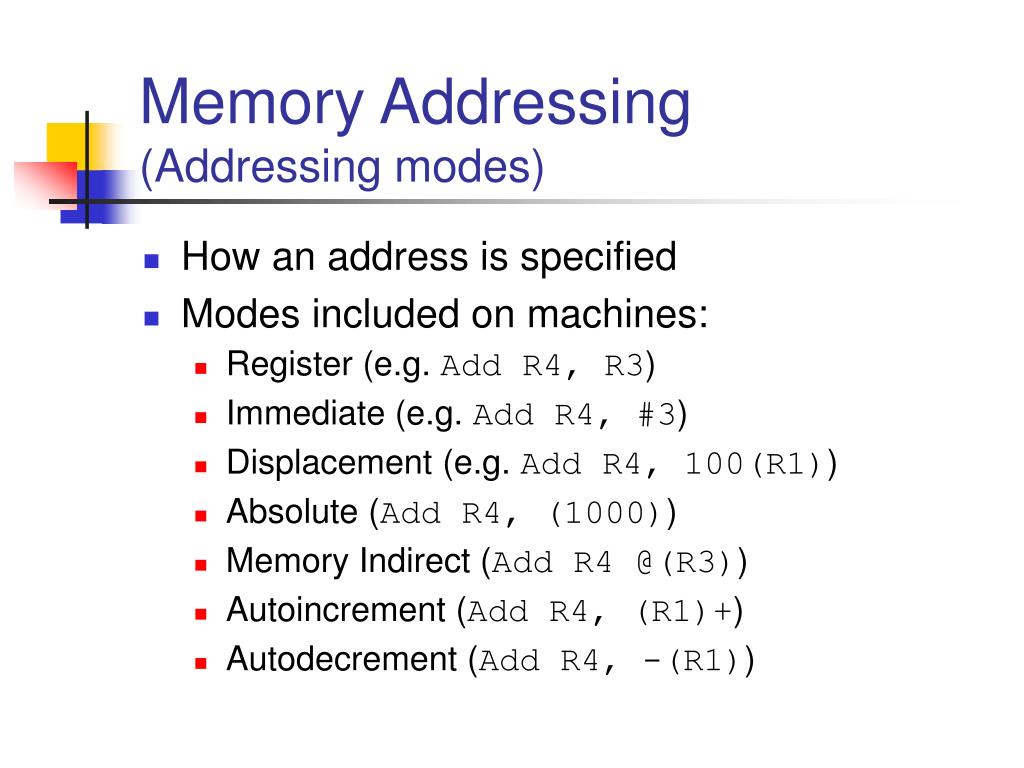 Memory Addressing
(Addressing modes)
How an address is specified
Modes included on machines:
Register (e.g. Add R4, R3)
Immediate (e.g. Add R4, #3)
Displacement (e.g. Add R4, 100(R1))
Absolute (Add R4, (1000))
Memory Indirect (Add R4 @(R3))
Autoincrement (Add R4, (R1)+)
Autodecrement (Add R4, -(R1))